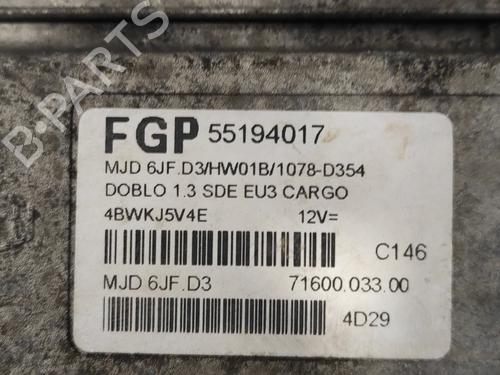 B-PARTS
FGP 55194017
MJD 6JF.D3/HW01B/1078-D354
DOBLO 1.3 SDE EU3 CARGO
4BWKJ5V4E 12V=
C146
MJD 6JF.D3 71600.033.00
4D29